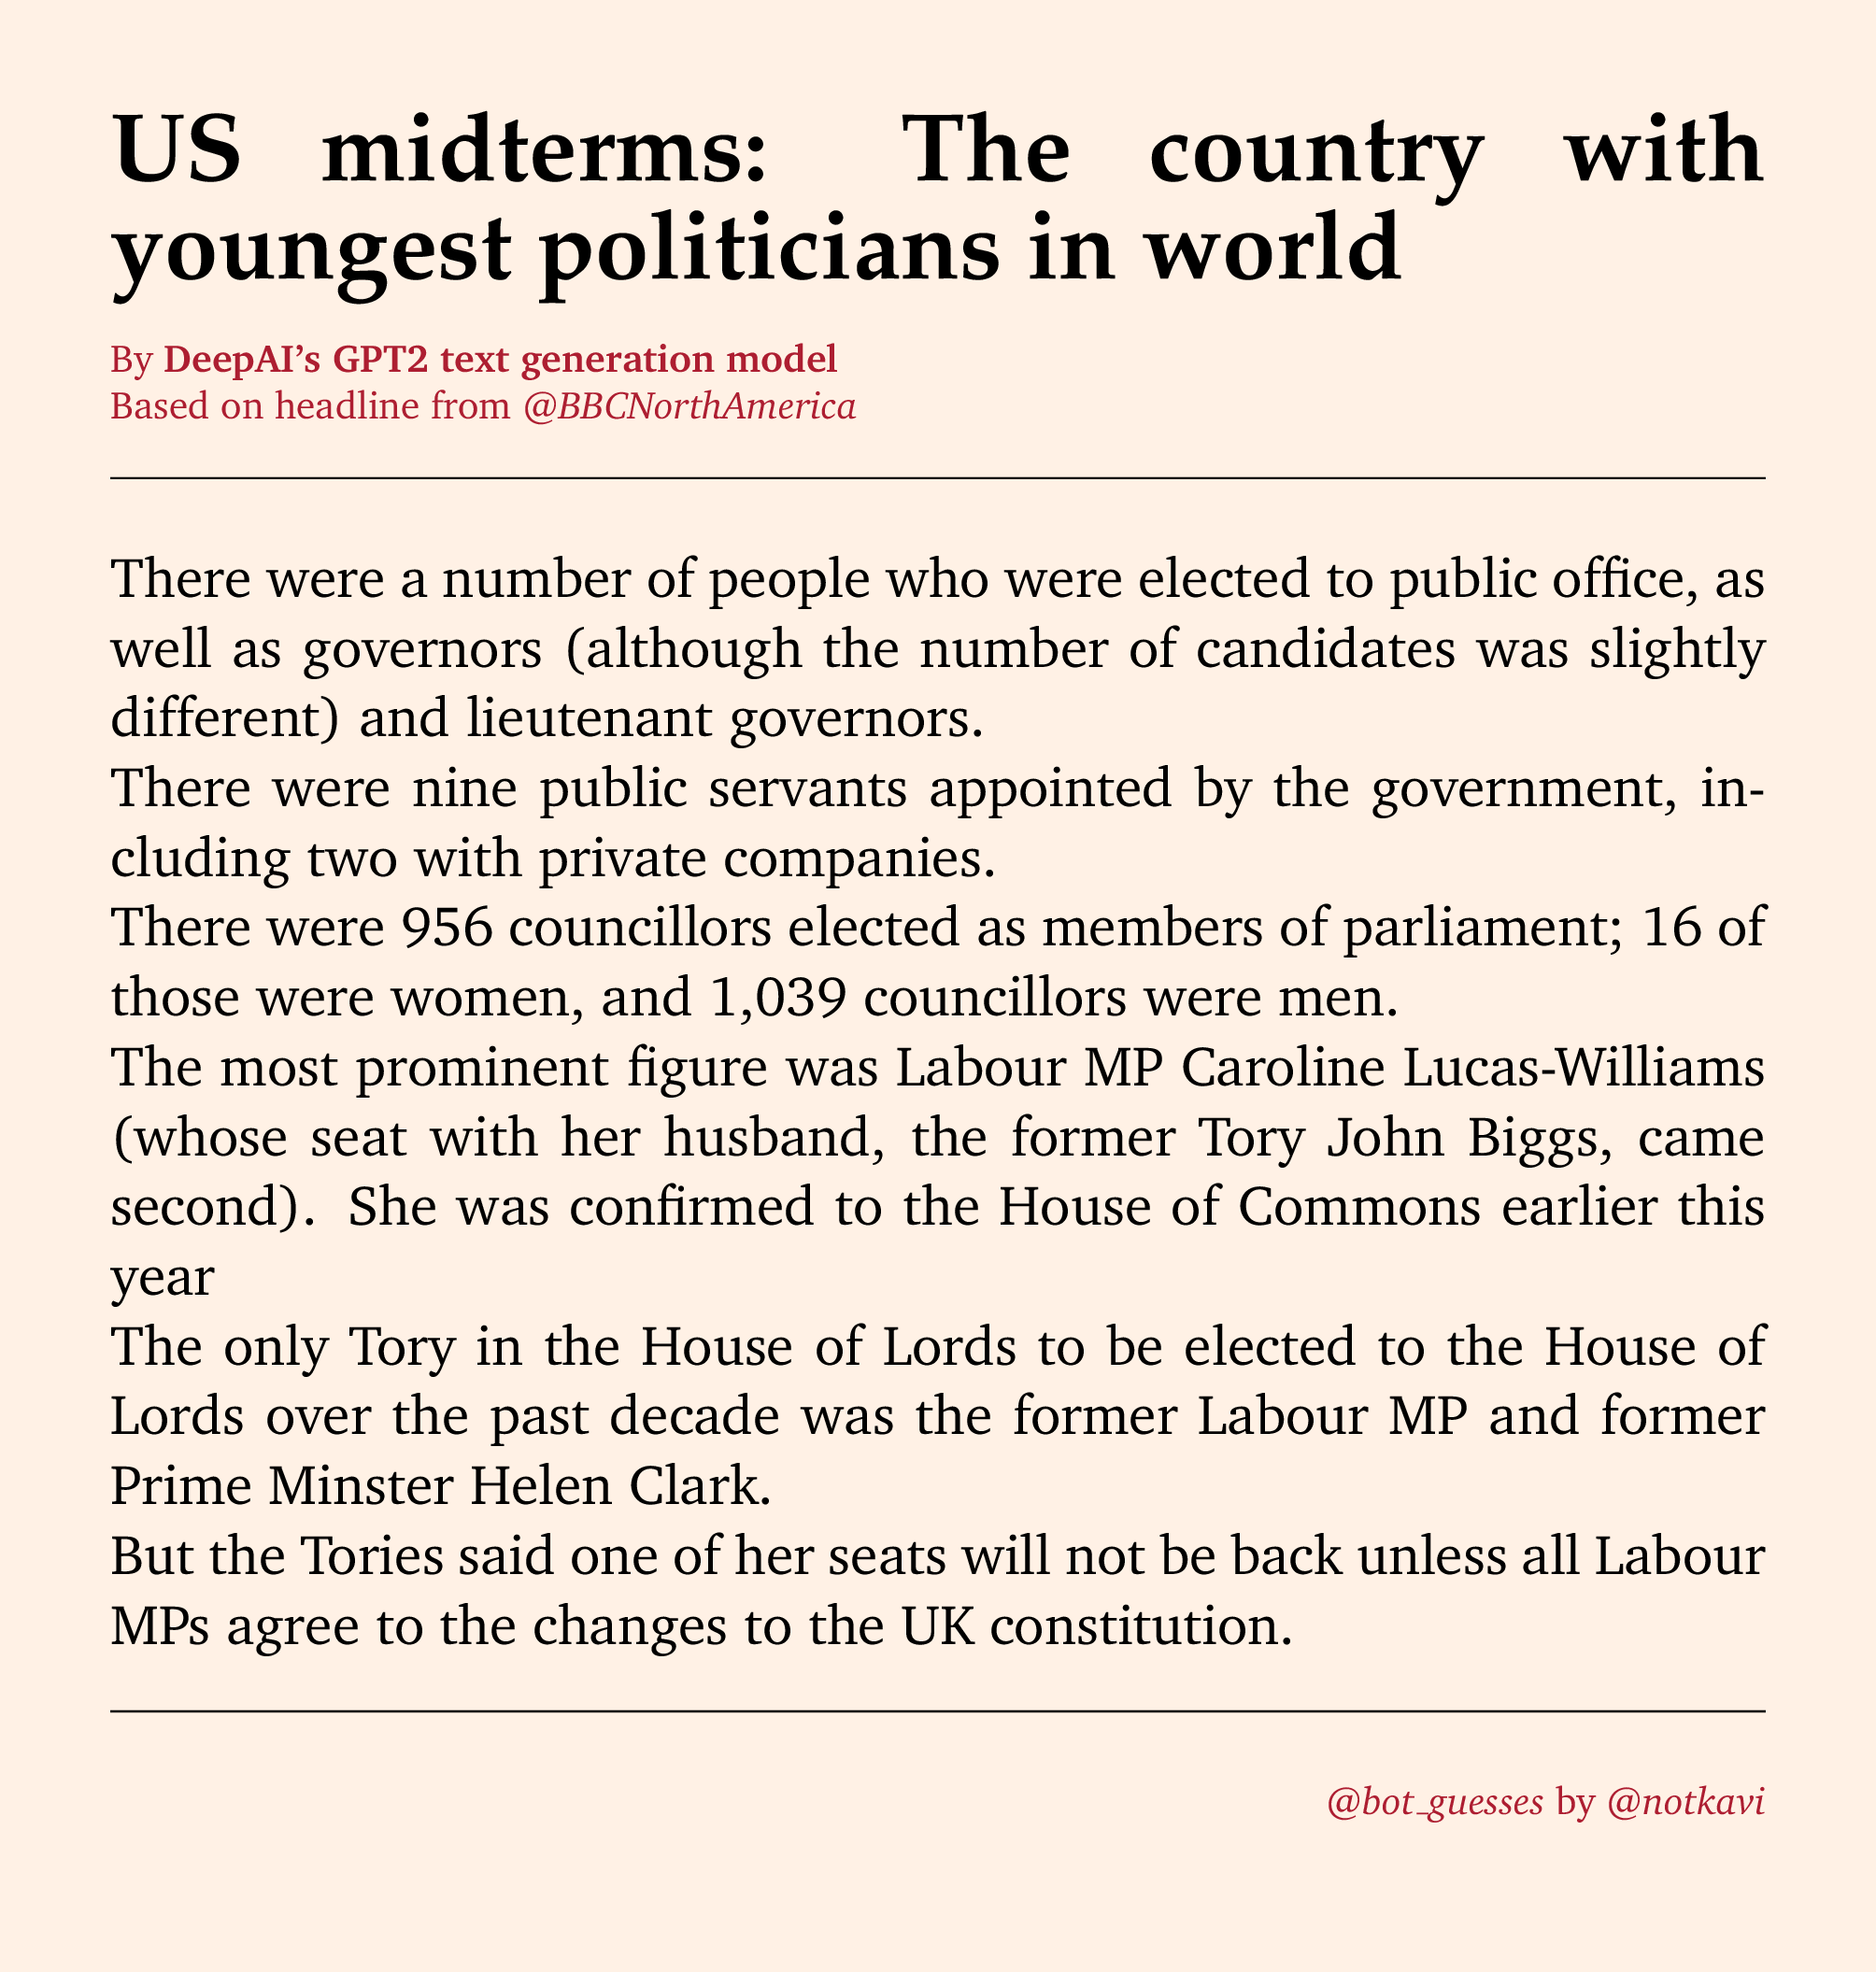 US midterms: The country with
youngest politicians in world
By DeepAI’s GPT2 text generation model
Based on headline from @BBCNorthAmerica
There were a number of people who were elected to public office, as
well as governors (although the number of candidates was slightly
different) and lieutenant governors.
There were nine public servants appointed by the government, in-
cluding two with private companies.
There were 956 councillors elected as members of parliament; 16 of
those were women, and 1,039 councillors were men.
The most prominent figure was Labour MP Caroline Lucas-Williams
(whose seat with her husband, the former Tory John Biggs, came
second). She was confirmed to the House of Commons earlier this
year
The only Tory in the House of Lords to be elected to the House of
Lords over the past decade was the former Labour MP and former
Prime Minster Helen Clark.
But the Tories said one of her seats will not be back unless all Labour
MPs agree to the changes to the UK constitution.
@bot_guesses by @notkavi